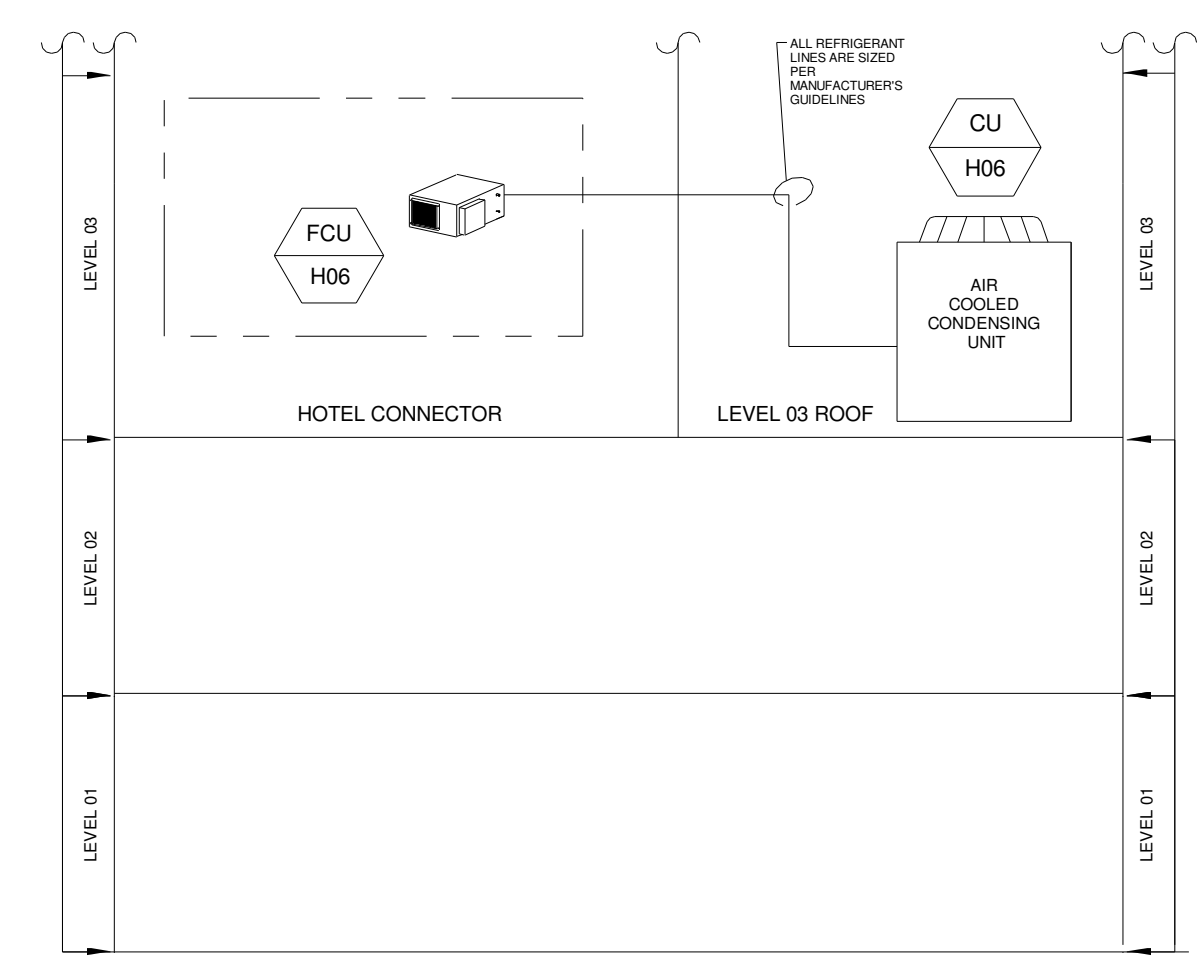 ALL REFRIGERANT
LINES ARE SIZED
PER
MANUFACTURER'S
GUIDELINES
CU
H06
FCU
H06
AIR
COOLED
CONDENSING
UNIT
HOTEL CONNECTOR
LEVEL 03 ROOF
LEVEL 03
LEVEL 03
LEVEL 02
LEVEL 02
LEVEL 01
LEVEL 01